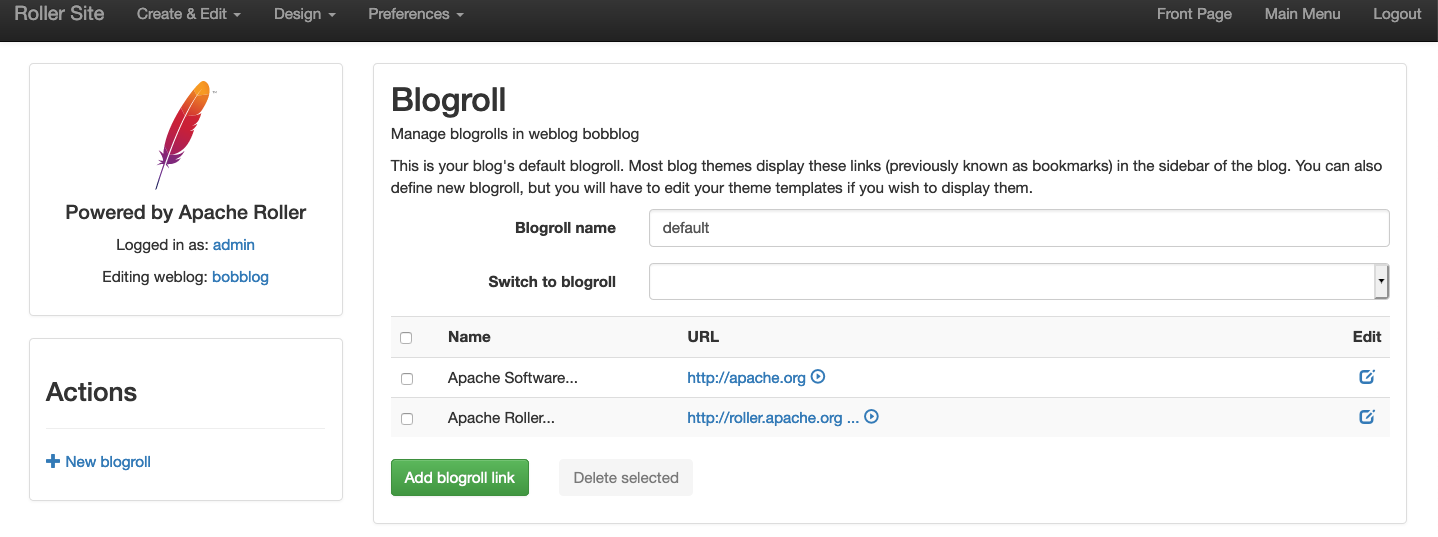 Roller Site Create & Edit Design Preferences Front Page Main Menu Logout
Powered by Apache Roller
Logged in as: admin
Editing weblog: bobblog
Actions
New blogroll
Blogroll
Manage blogrolls in weblog bobblog
This is your blog's default blogroll. Most blog themes display these links (previously known as bookmarks) in the sidebar of the blog. You can also
define new blogroll, but you will have to edit your theme templates if you wish to display them.
Blogroll name default
Switch to blogroll
Name URL Edit
Apache Software... http://apache.org
Apache Roller... http://roller.apache.org ...
Add blogroll link Delete selected